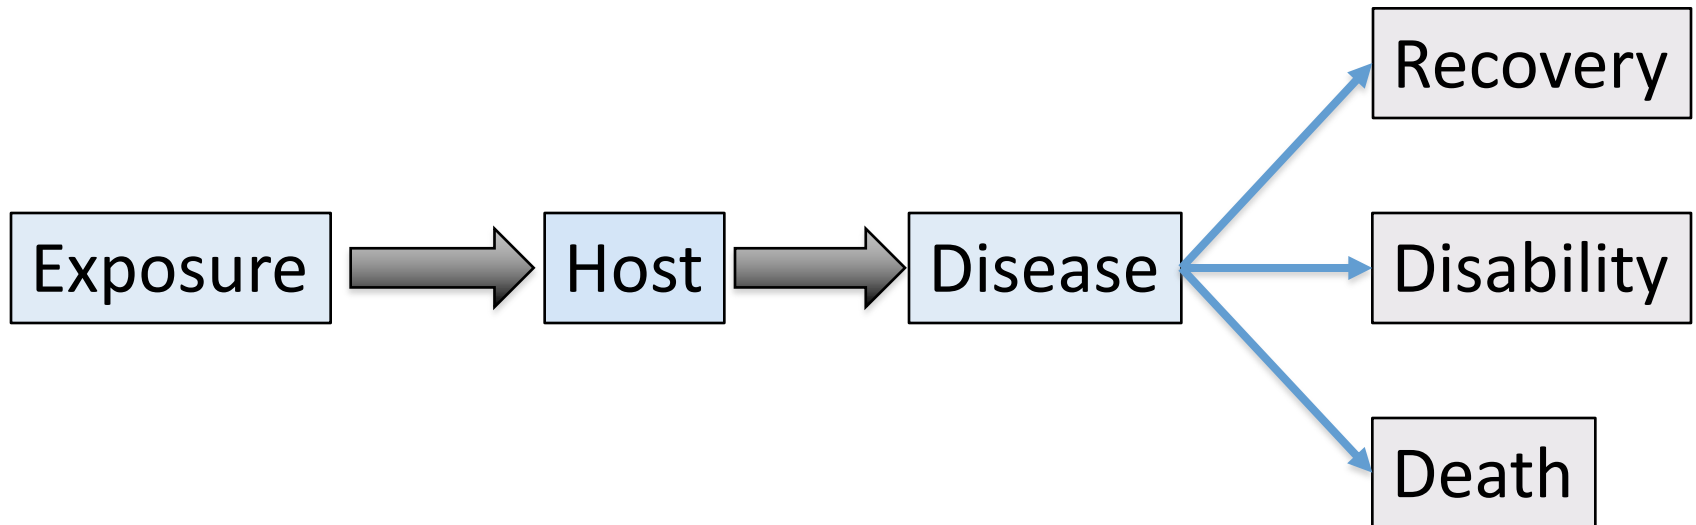 Exposure
Host
Disease
Recovery
Disability
Death